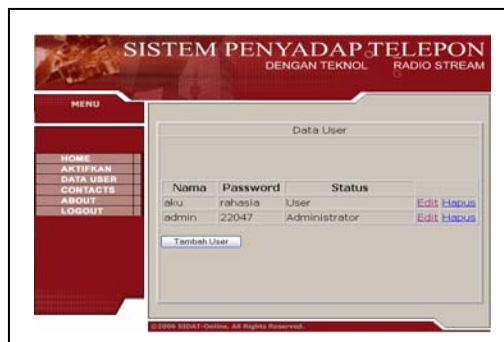 SISTEM PENYADAP TELEPON
DENGAN TEKNOL RADIO STREAM
G
MENU
HOME
AKTIFKAN
DATA USER
CONTACTS
ABOUT
LOGOUT
Data User
Nama Password Status
aku rahasia User Edit Hapus
admin 22047 Administrator Edit Hapus
Tambah User
©2006 SIDAT-Online, All Rights Reserved.